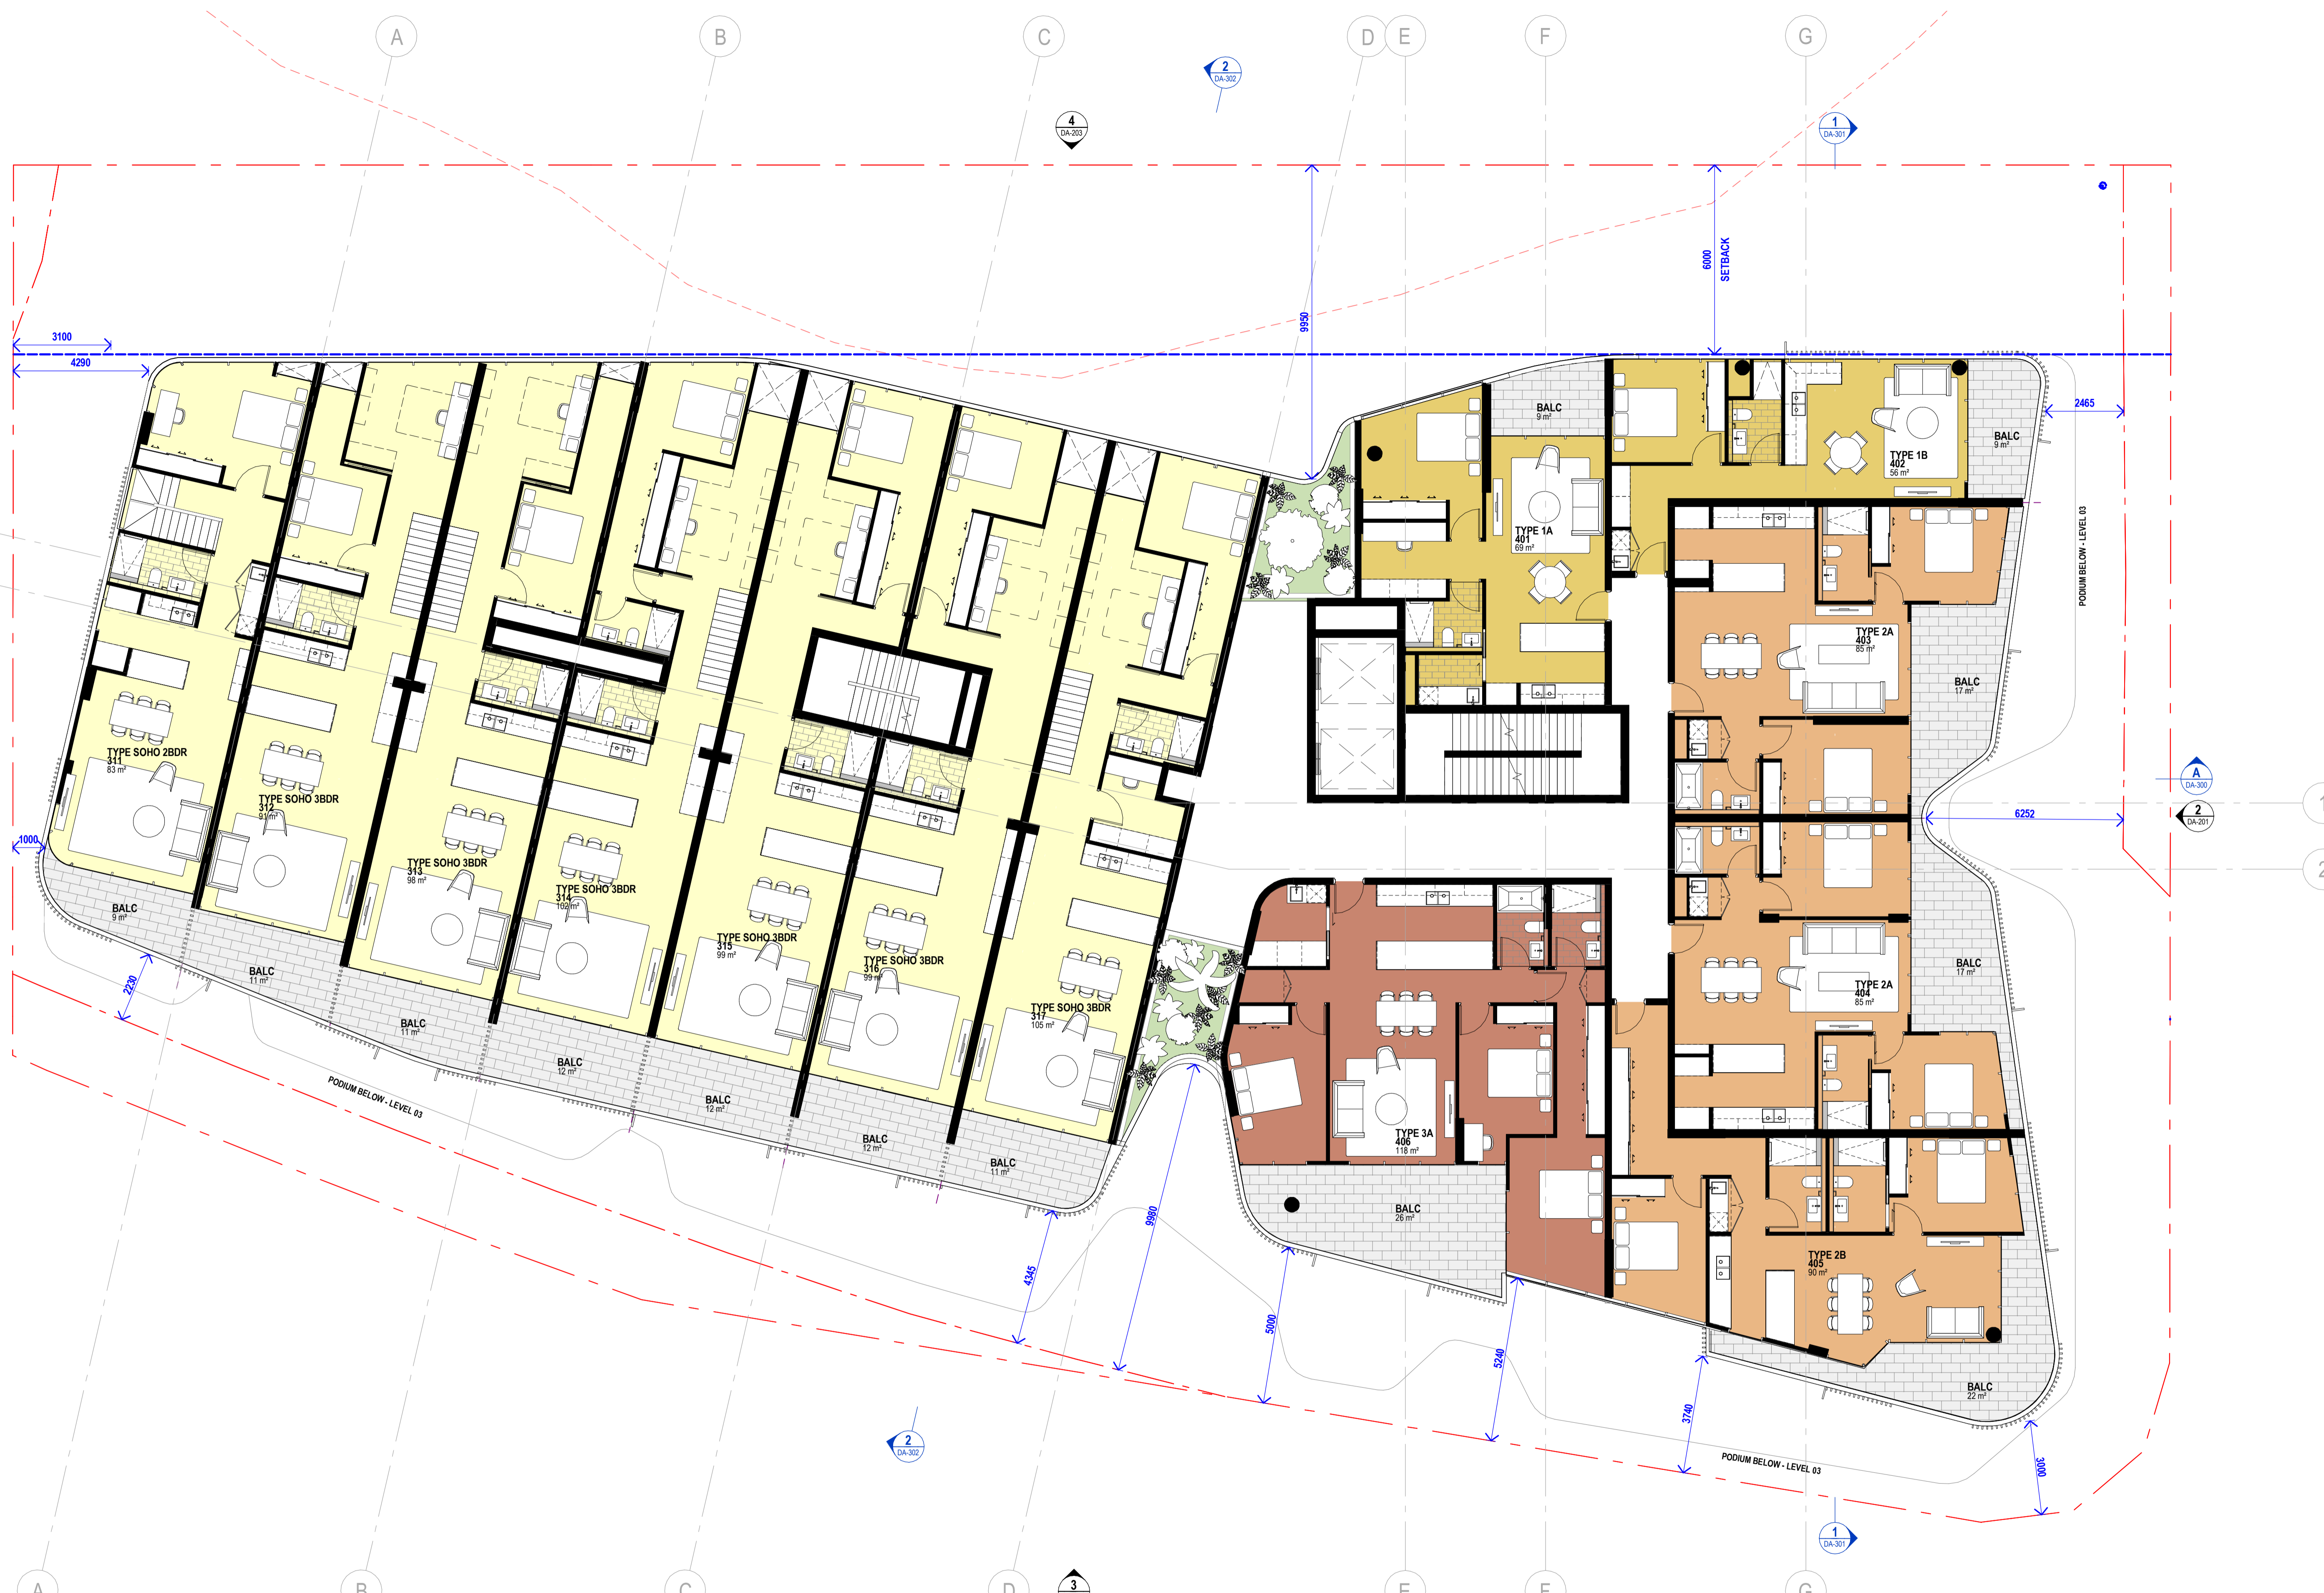 A
B
C
D
E
F
G
2
DA-302
4
DA-203
1
DA-301
9950
6000
SETBACK
3100
4290
2465
BALC
9 m²
BALC
9 m²
TYPE 1B
402
56 m²
TYPE 1A
401
69 m²
PODIUM BELOW - LEVEL 03
TYPE 2A
403
85 m²
BALC
17 m²
TYPE SOHO 2BDR
311
83 m²
TYPE SOHO 3BDR
312
91 m²
A
DA-300
1
2
DA-201
6252
1000
TYPE SOHO 3BDR
313
98 m²
TYPE SOHO 3BDR
314
102 m²
2
BALC
9 m²
TYPE SOHO 3BDR
315
99 m²
TYPE SOHO 3BDR
316
99 m²
BALC
11 m²
BALC
17 m²
TYPE 2A
404
85 m²
2230
TYPE SOHO 3BDR
317
105 m²
BALC
11 m²
BALC
12 m²
PODIUM BELOW - LEVEL 03
BALC
12 m²
BALC
12 m²
TYPE 3A
406
118 m²
BALC
11 m²
BALC
26 m²
9980
4345
TYPE 2B
405
90 m²
5000
5240
3740
BALC
22 m²
2
DA-302
PODIUM BELOW - LEVEL 03
3000
1
DA-301
A
B
C
D
3
E
F
G